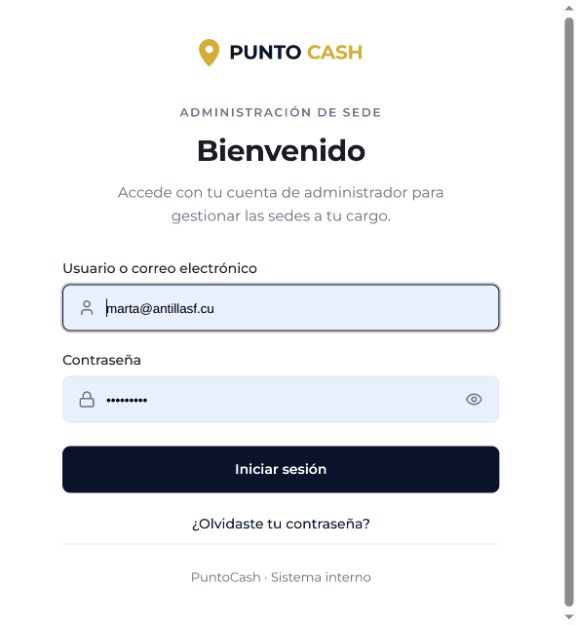 PUNTO CASH
ADMINISTRACIÓN DE SEDE
Bienvenido
Accede con tu cuenta de administrador para
gestionar las sedes a tu cargo.
Usuario o correo electrónico
marta@antillasf.cu
Contraseña
•••••••••
Iniciar sesión
¿Olvidaste tu contraseña?
PuntoCash · Sistema interno